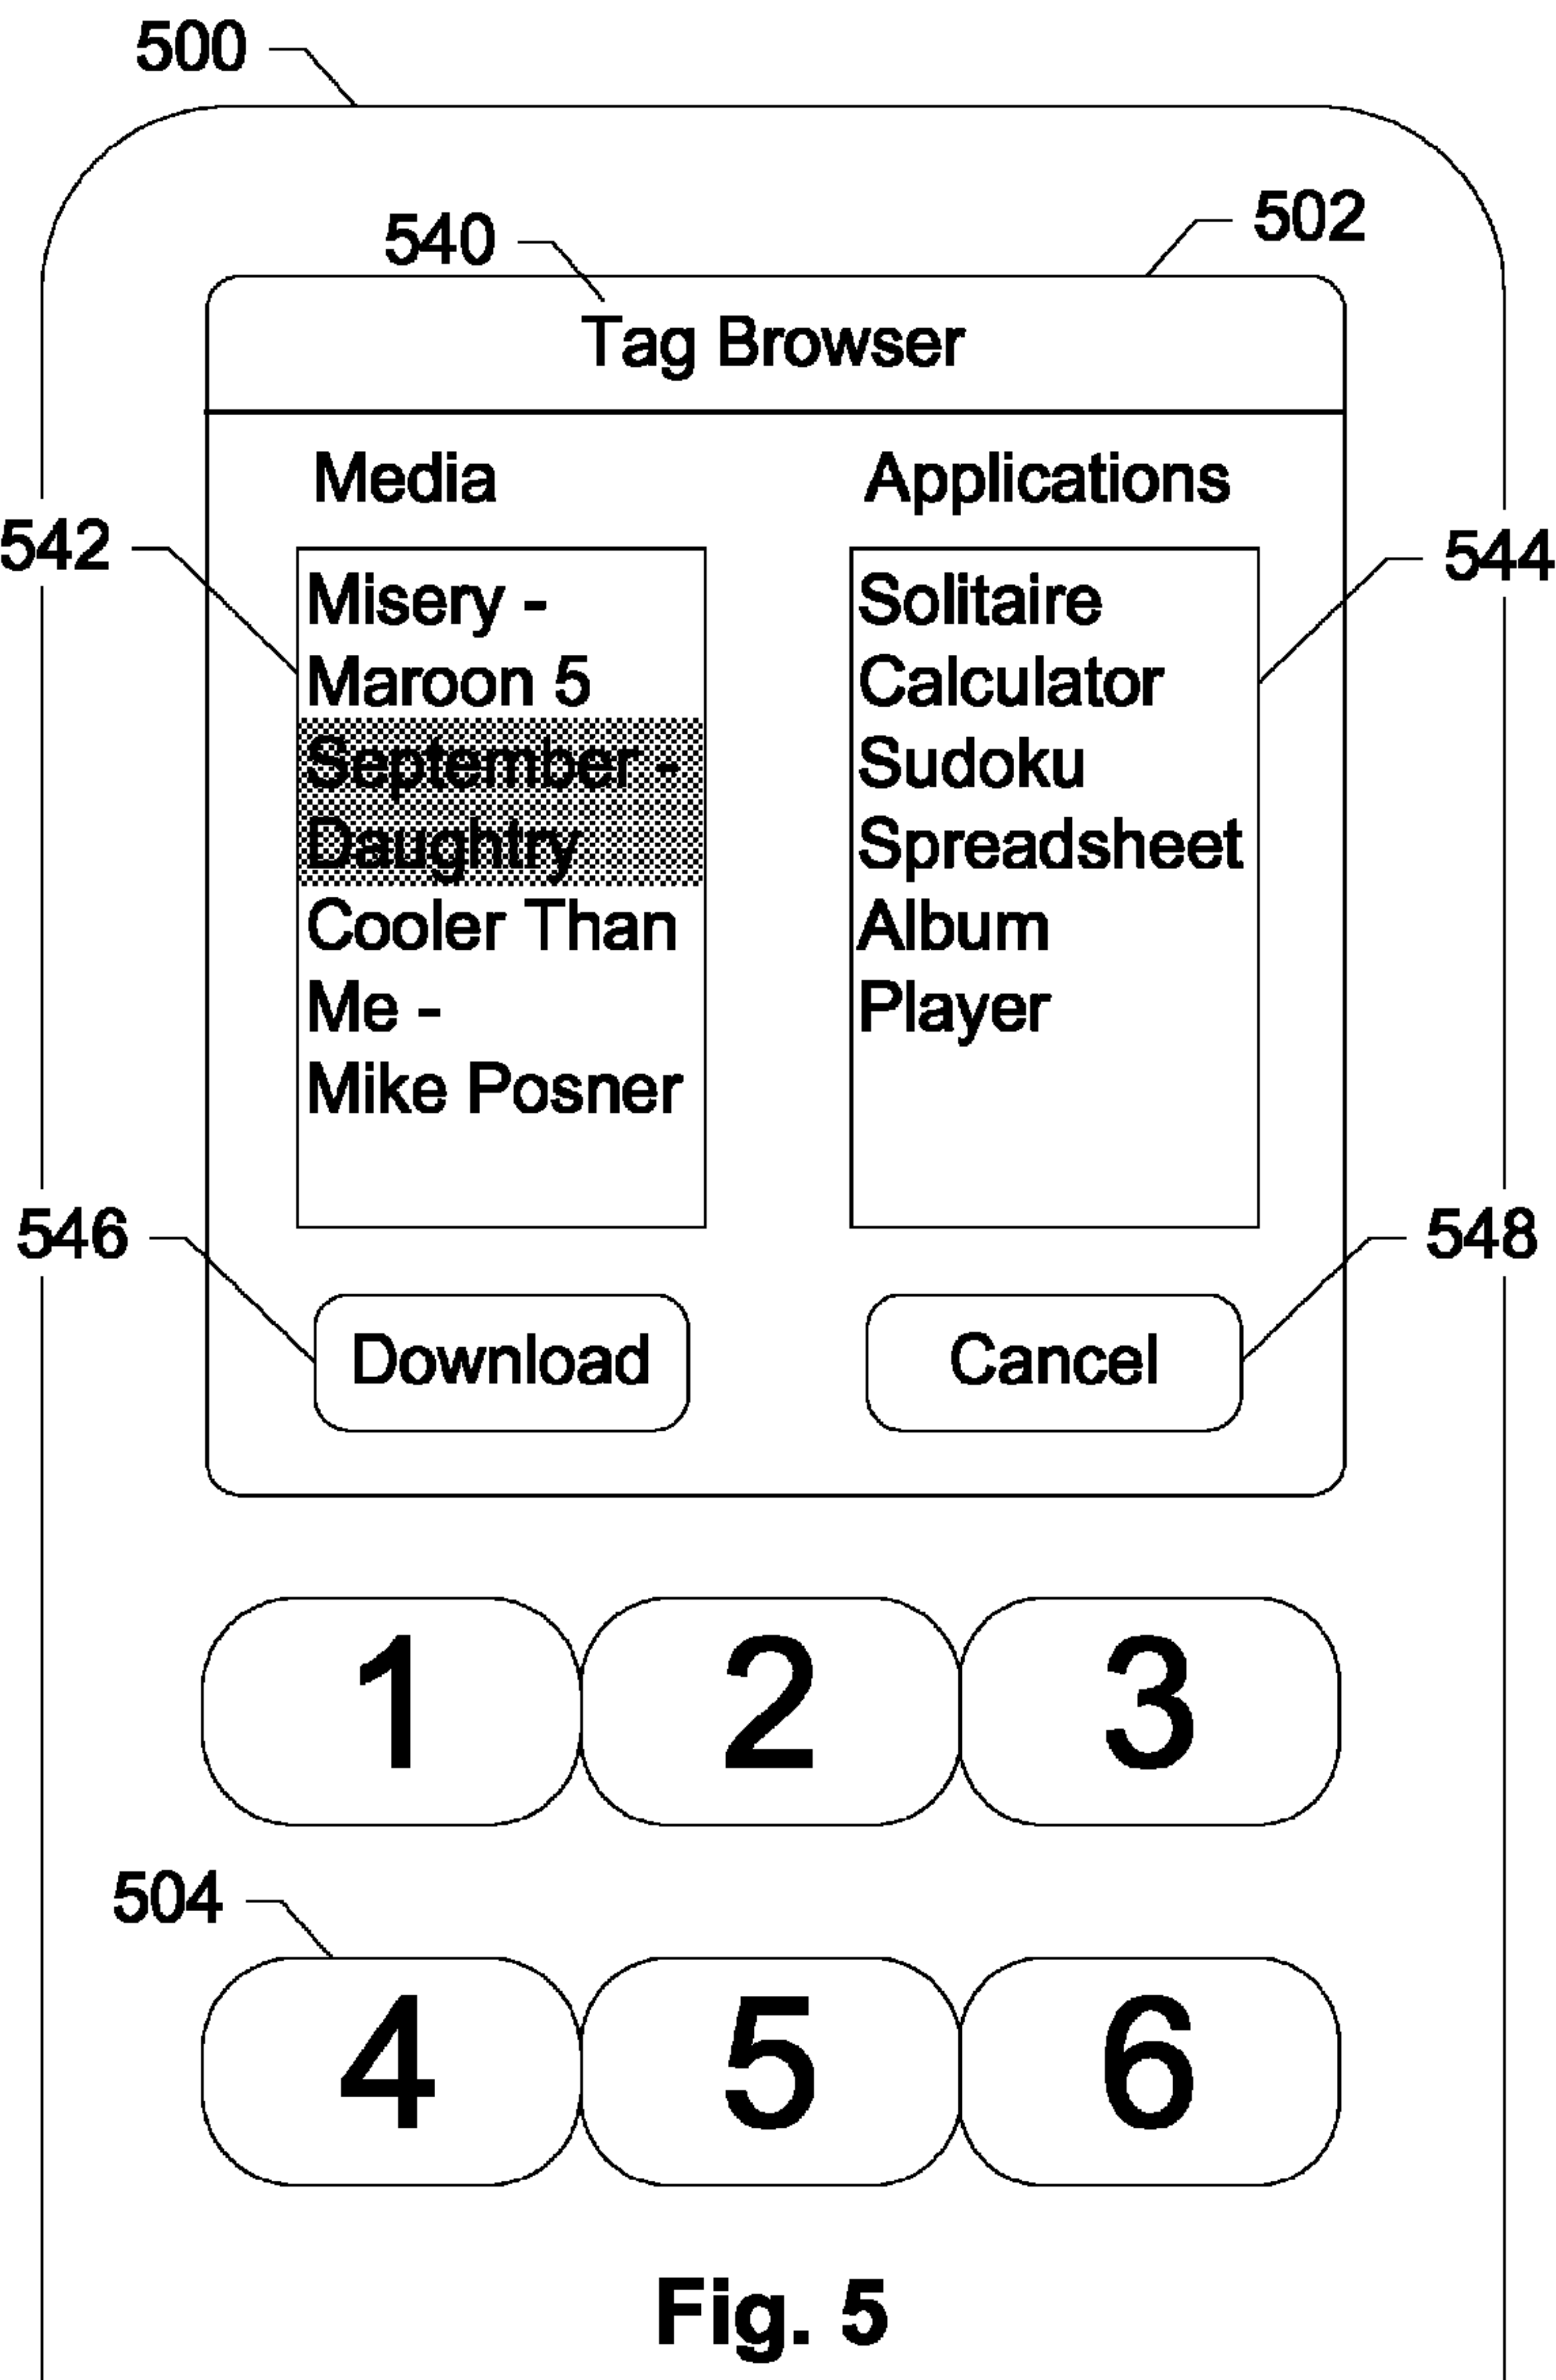 500
540
502
Tag Browser
Media
Applications
542
544
Misery -
Maroon 5
September -
Daughtry
Cooler Than
Me -
Mike Posner
Solitaire
Calculator
Sudoku
Spreadsheet
Album
Player
546
548
Download
Cancel
1 2 3
504
4 5 6
Fig. 5